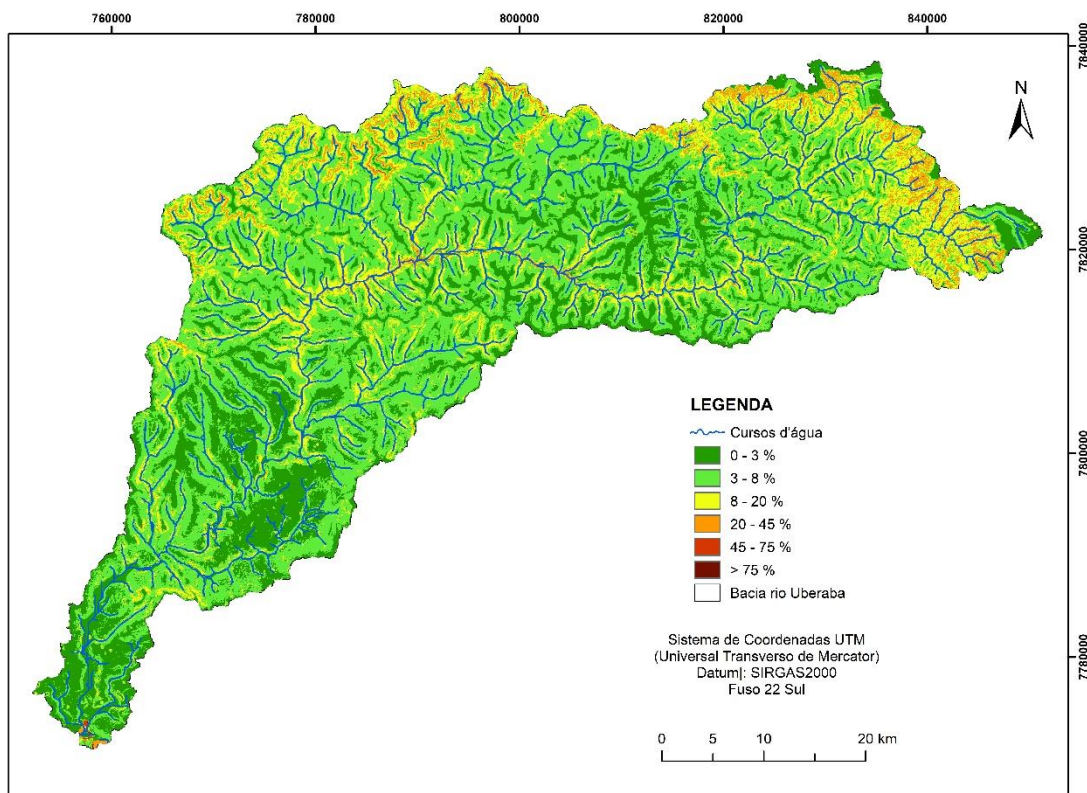 760000 780000 800000 820000 840000
7840000
N
7820000
LEGENDA
Cursos d'água
0 - 3 %
3 - 8 %
8 - 20 %
20 - 45 %
45 - 75 %
> 75 %
Bacia rio Uberaba
7800000
Sistema de Coordenadas UTM
(Universal Transverso de Mercator)
Datum|: SIRGAS2000
Fuso 22 Sul
7780000
0 5 10 20 km